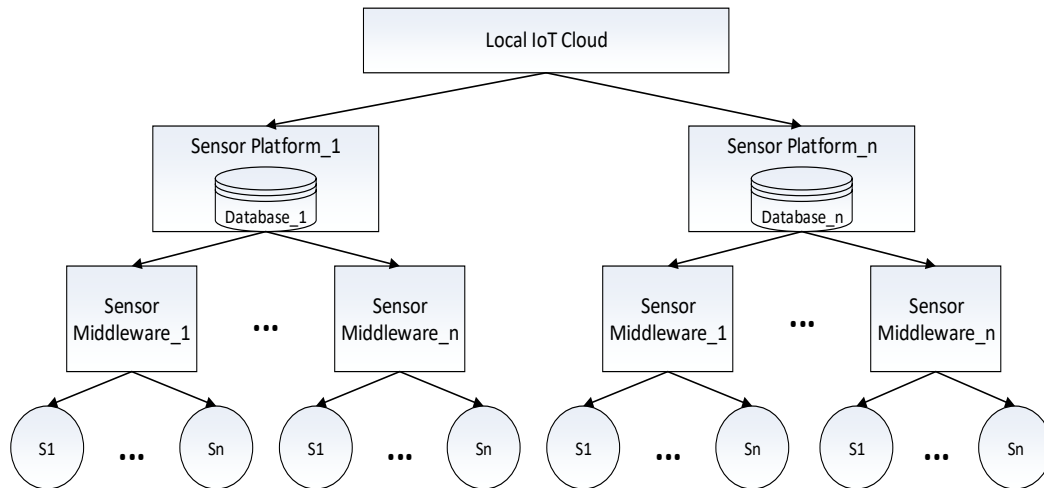 Local IoT Cloud
Sensor Platform_1
Database_1
Sensor Platform_n
Database_n
Sensor
Middleware_1
...
Sensor
Middleware_n
Sensor
Middleware_1
...
Sensor
Middleware_n
S1
...
Sn
S1
...
Sn
S1
...
Sn
S1
...
Sn